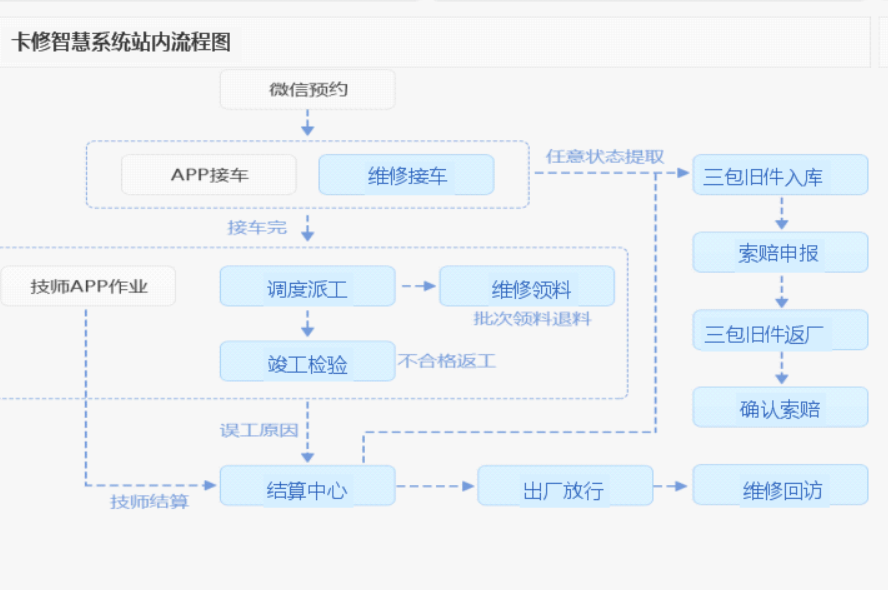 卡修智慧系统站内流程图
微信预约
APP接车
维修接车
任意状态提取
三包旧件入库
接车完
索赔申报
技师APP作业
调度派工
维修领料
批次领料退料
三包旧件返厂
竣工检验
不合格返工
确认索赔
误工原因
结算中心
出厂放行
维修回访
技师结算